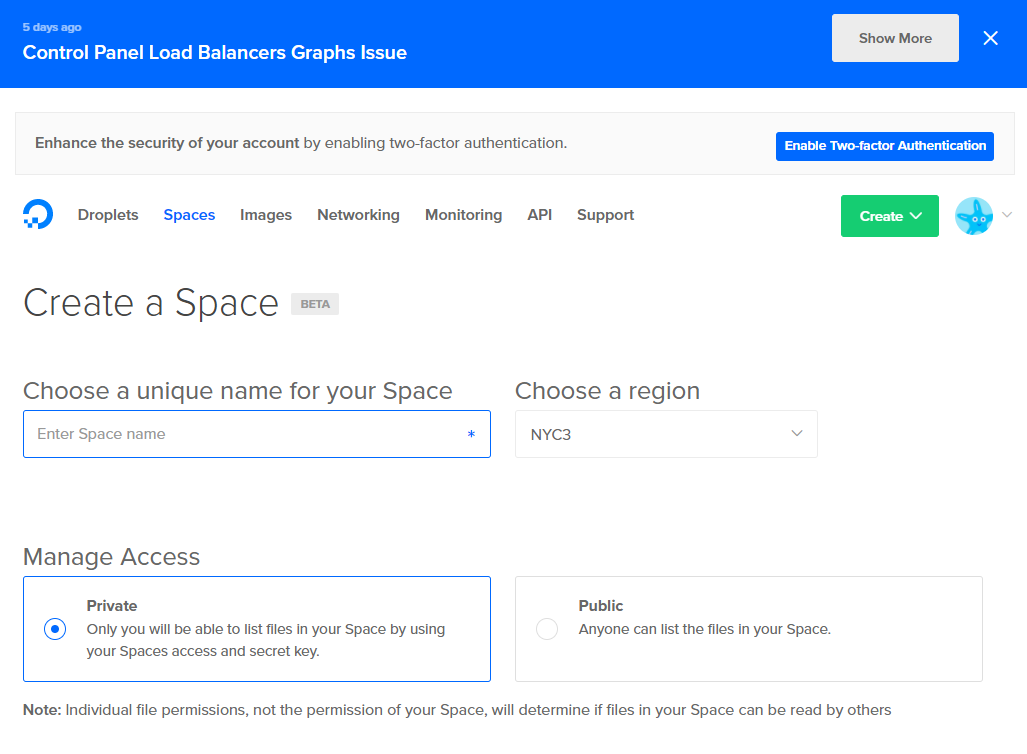 5 days ago
Control Panel Load Balancers Graphs Issue
Show More
Enhance the security of your account by enabling two-factor authentication.
Enable Two-factor Authentication
Droplets Spaces Images Networking Monitoring API Support
Create
Create a Space BETA
Choose a unique name for your Space
Choose a region
Enter Space name *
NYC3
Manage Access
Private
Only you will be able to list files in your Space by using
your Spaces access and secret key.
Public
Anyone can list the files in your Space.
Note: Individual file permissions, not the permission of your Space, will determine if files in your Space can be read by others